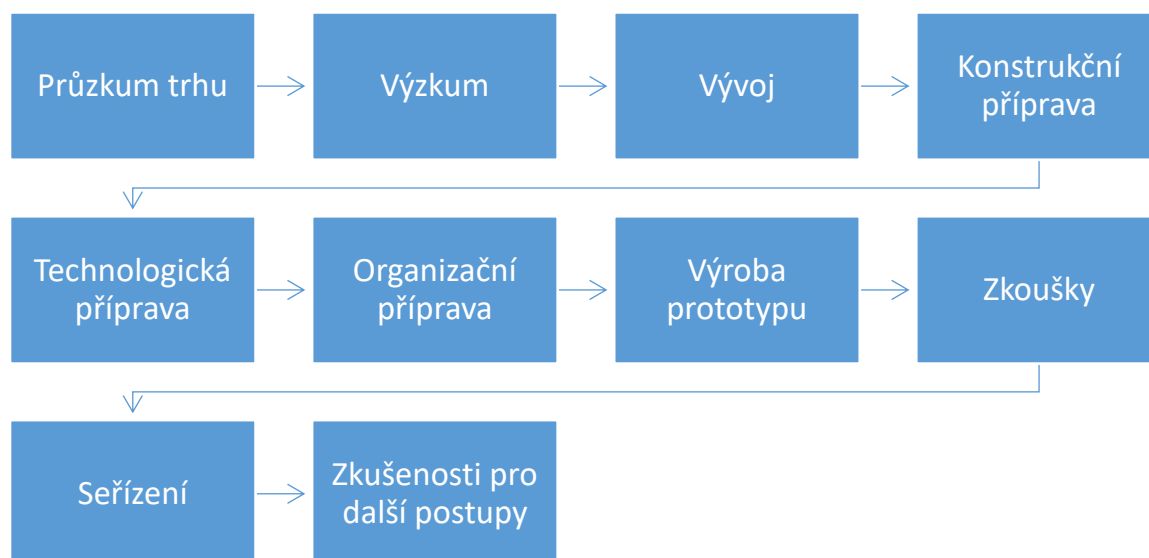 Průzkum trhu
Výzkum
Vývoj
Konstrukční
příprava
Technologická
příprava
Organizační
příprava
Výroba
prototypu
Zkoušky
Seřízení
Zkušenosti pro
další postupy